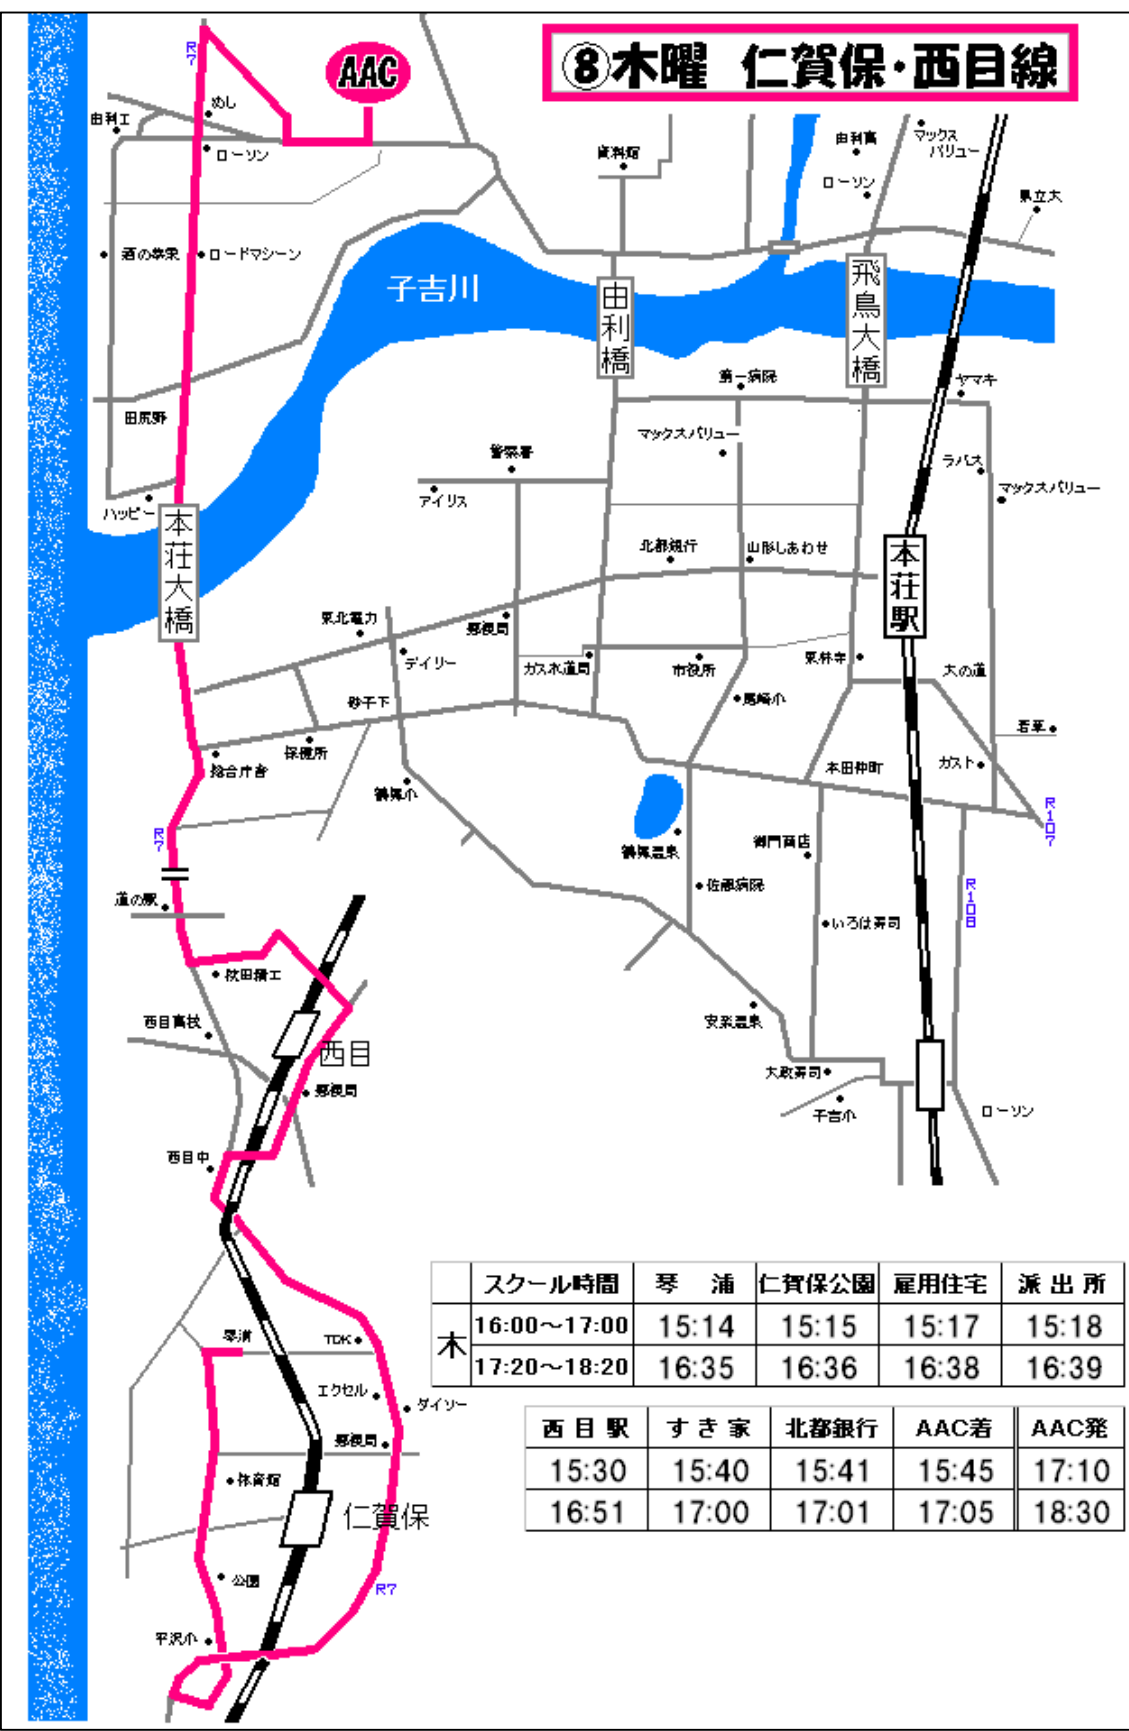 ⑧木曜 仁賀保・西目線
AAC
R7
めし
由利工
ローソン
資料館
由利高
マックスバリュー
ローソン
県立大
酒の英栄
ロードマシーン
子吉川
由利橋
飛鳥大橋
田尻野
第一病院
ヤマキ
マックスバリュー
警察署
ラパス
アイリス
マックスバリュー
ハッピー
本荘大橋
北都銀行
山形しあわせ
本荘駅
東北電力
郵便局
デイリー
ガス水道局
市役所
東林寺
大の道
砂子下
尾崎小
若草
総合庁舎
保健所
本田仲町
ガスト
鶴舞小
R107
R7
鶴舞温泉
御門商店
道の駅
佐藤病院
R108
いろは寿司
秋田精工
西目高校
安楽温泉
西目
郵便局
大政寿司
子吉小
ローソン
西目中
琴浦
TDK
エクセル
ダイソー
郵便局
体育館
仁賀保
公園
R7
平沢小
スクール時間 琴浦 仁賀保公園 雇用住宅 派出所
木
16:00～17:00 15:14 15:15 15:17 15:18
17:20～18:20 16:35 16:36 16:38 16:39
西目駅 すき家 北都銀行 AAC着 AAC発
15:30 15:40 15:41 15:45 17:10
16:51 17:00 17:01 17:05 18:30